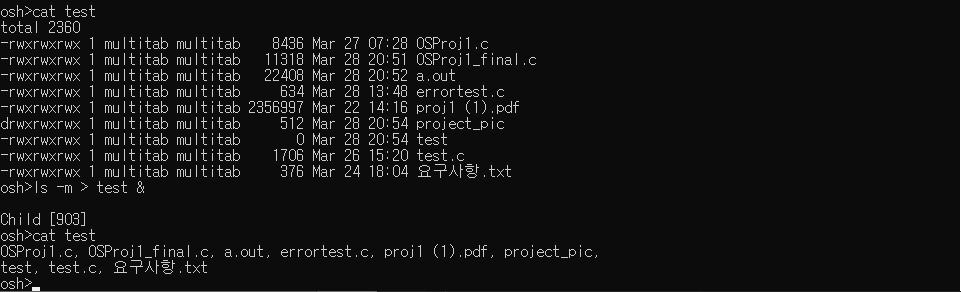 osh>cat test
total 2360
-rwxrwxrwx 1 multitab multitab    8436 Mar 27 07:28 OSProj1.c
-rwxrwxrwx 1 multitab multitab   11318 Mar 28 20:51 OSProj1_final.c
-rwxrwxrwx 1 multitab multitab   22408 Mar 28 20:52 a.out
-rwxrwxrwx 1 multitab multitab     634 Mar 28 13:48 errortest.c
-rwxrwxrwx 1 multitab multitab 2356997 Mar 22 14:16 proj1 (1).pdf
drwxrwxrwx 1 multitab multitab     512 Mar 28 20:54 project_pic
-rwxrwxrwx 1 multitab multitab       0 Mar 28 20:54 test
-rwxrwxrwx 1 multitab multitab    1706 Mar 26 15:20 test.c
-rwxrwxrwx 1 multitab multitab     376 Mar 24 18:04 요구사항.txt
osh>ls -m > test &
Child [903]
osh>cat test
OSProj1.c, OSProj1_final.c, a.out, errortest.c, proj1 (1).pdf, project_pic,
test, test.c, 요구사항.txt
osh>